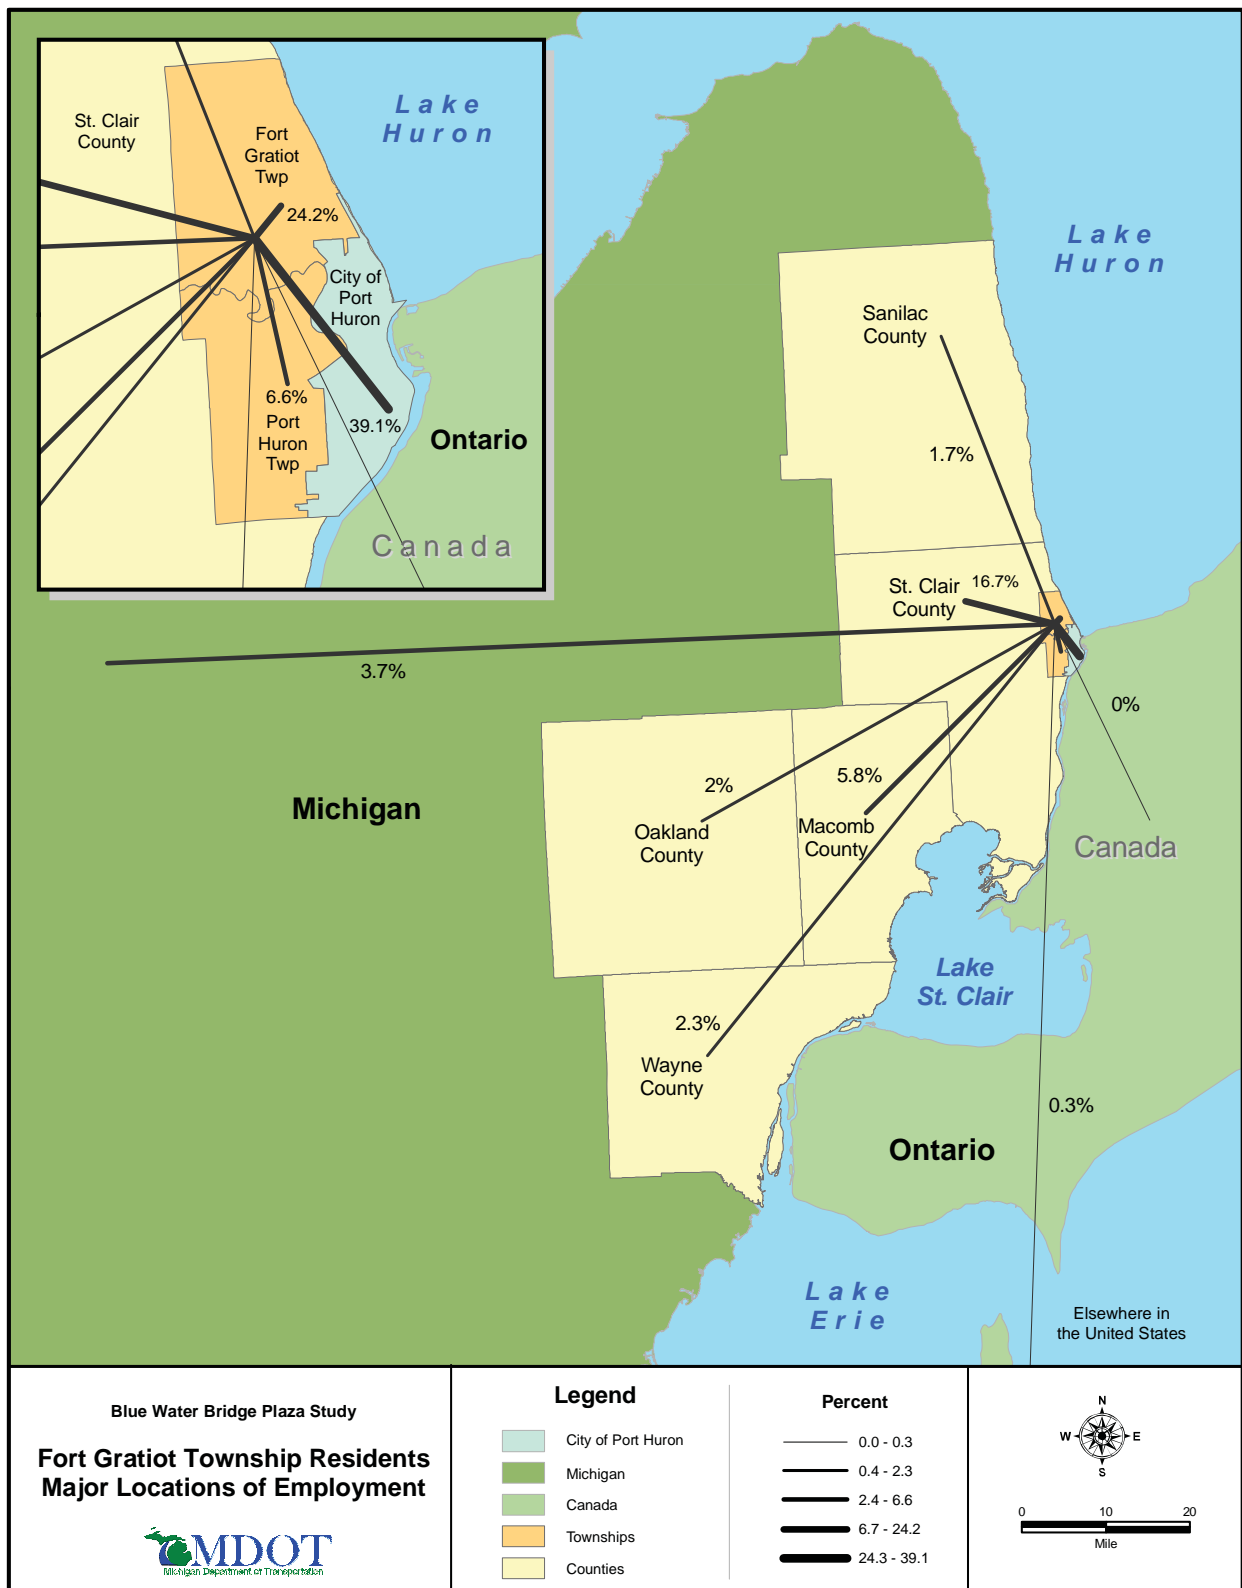 St. Clair
County
Fort
Gratiot
Twp
24.2%
City of
Port
Huron
6.6%
Port
Huron
Twp
39.1%
Ontario
Canada
Lake
Huron
Lake
Huron
Sanilac
County
1.7%
St. Clair
County
16.7%
3.7%
0%
Michigan
2%
Oakland
County
5.8%
Macomb
County
Canada
Lake
St. Clair
2.3%
Wayne
County
0.3%
Ontario
Lake
Erie
Elsewhere in
the United States
Blue Water Bridge Plaza Study
Fort Gratiot Township Residents
Major Locations of Employment
MDOT
Michigan Department of Transportation
Legend
City of Port Huron
Michigan
Canada
Townships
Counties
Percent
0.0 - 0.3
0.4 - 2.3
2.4 - 6.6
6.7 - 24.2
24.3 - 39.1
N
W E
S
0 10 20
Mile